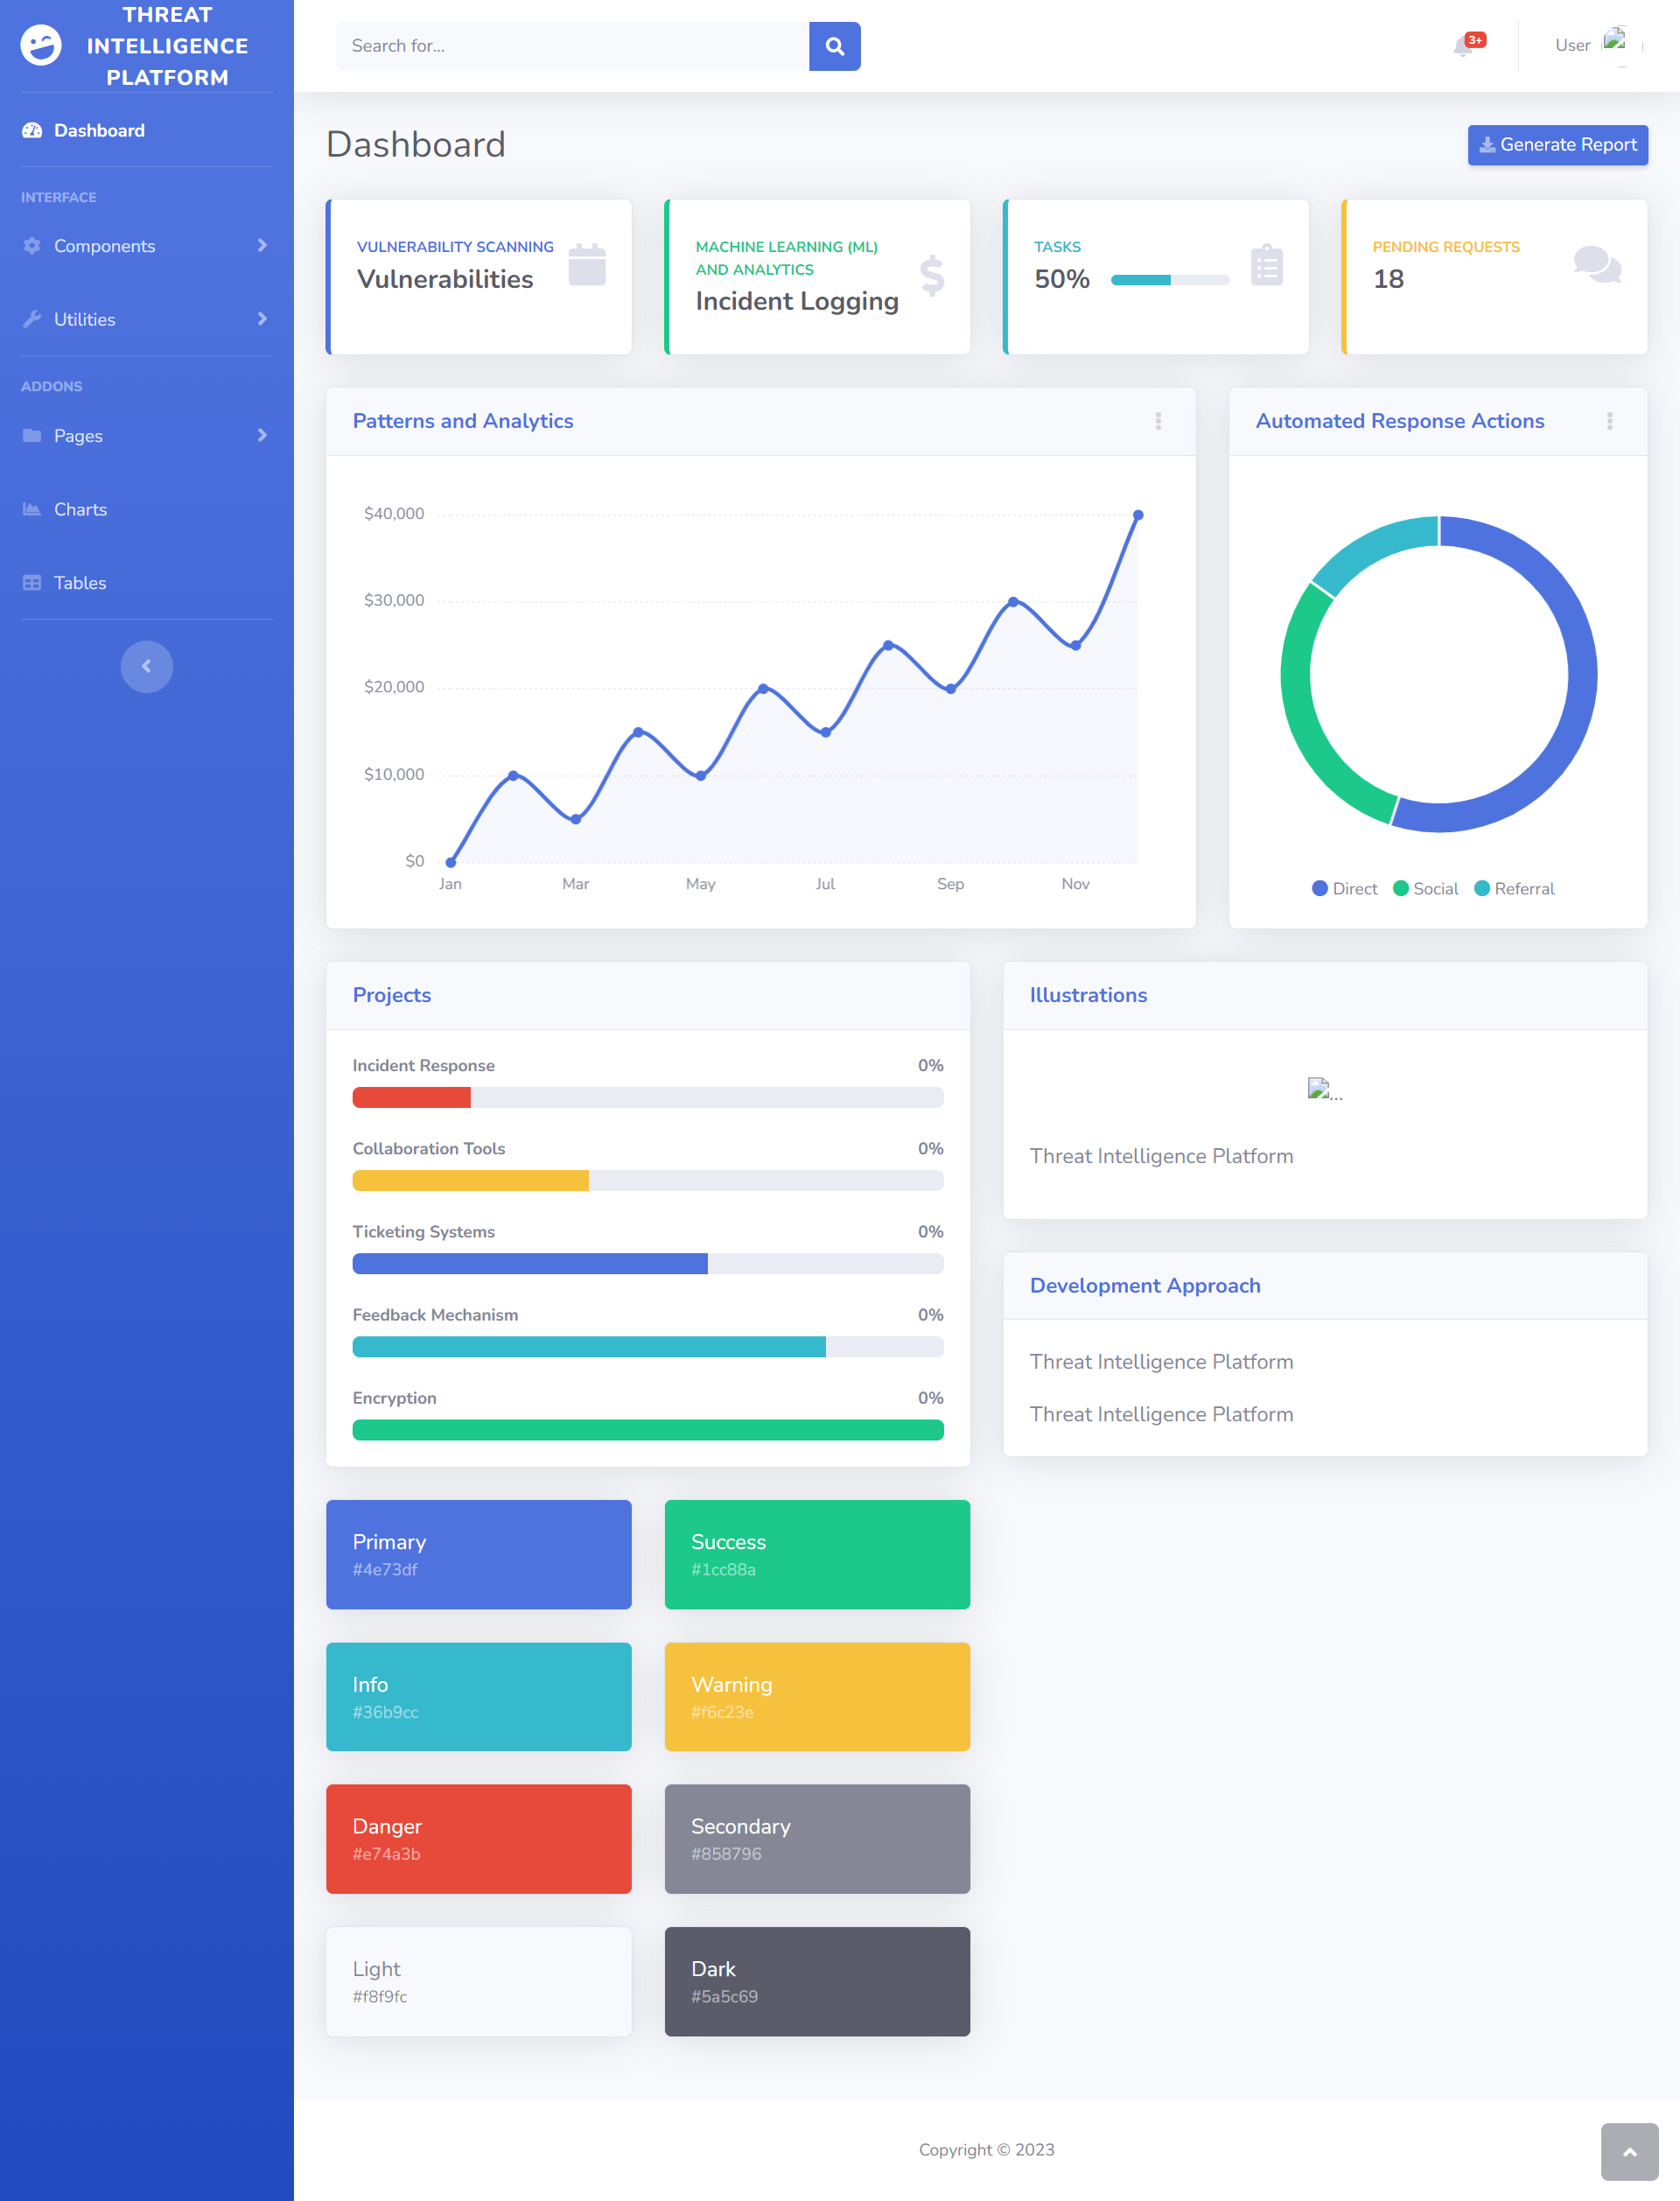 THREAT
INTELLIGENCE
PLATFORM
Dashboard
INTERFACE
Components
Utilities
ADDONS
Pages
Charts
Tables
Search for...
3+
User
Dashboard
Generate Report
VULNERABILITY SCANNING
Vulnerabilities
MACHINE LEARNING (ML)
AND ANALYTICS
Incident Logging
TASKS
50%
PENDING REQUESTS
18
Patterns and Analytics
$40,000
$30,000
$20,000
$10,000
$0
Jan Mar May Jul Sep Nov
Automated Response Actions
Direct Social Referral
Projects
Incident Response 0%
Collaboration Tools 0%
Ticketing Systems 0%
Feedback Mechanism 0%
Encryption 0%
Illustrations
...
Threat Intelligence Platform
Development Approach
Threat Intelligence Platform
Threat Intelligence Platform
Primary
#4e73df
Success
#1cc88a
Info
#36b9cc
Warning
#f6c23e
Danger
#e74a3b
Secondary
#858796
Light
#f8f9fc
Dark
#5a5c69
Copyright © 2023